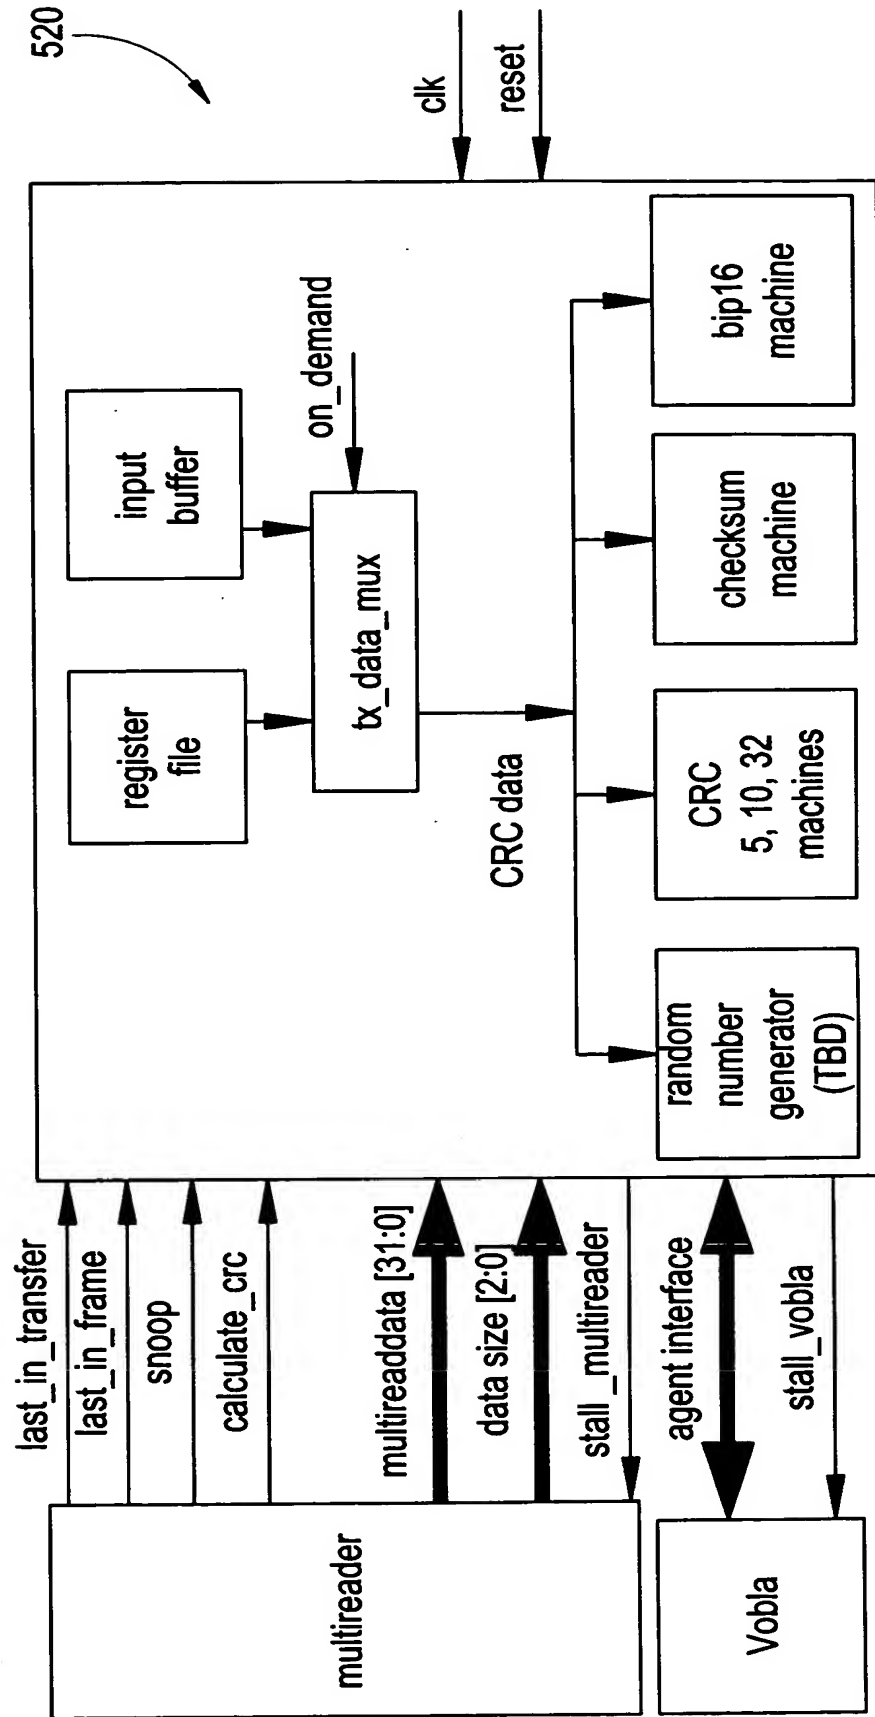 520
last_in_transfer
last_in_frame
snoop
calculate_crc
multireaddata [31:0]
data size [2:0]
stall_multireader
agent interface
stall_vobla
multireader
Vobla
register
file
input
buffer
tx_data_mux
on_demand
CRC data
random
number
generator
(TBD)
CRC
5, 10, 32
machines
checksum
machine
bip16
machine
clk
reset